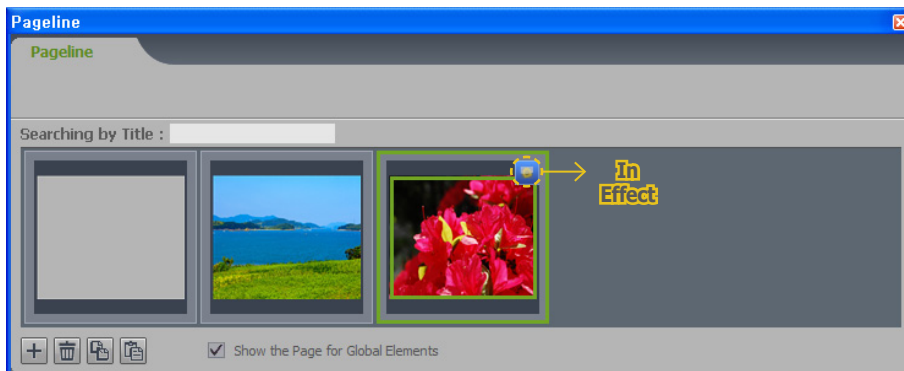 Pageline
Pageline
Searching by Title :
In
Effect
Show the Page for Global Elements